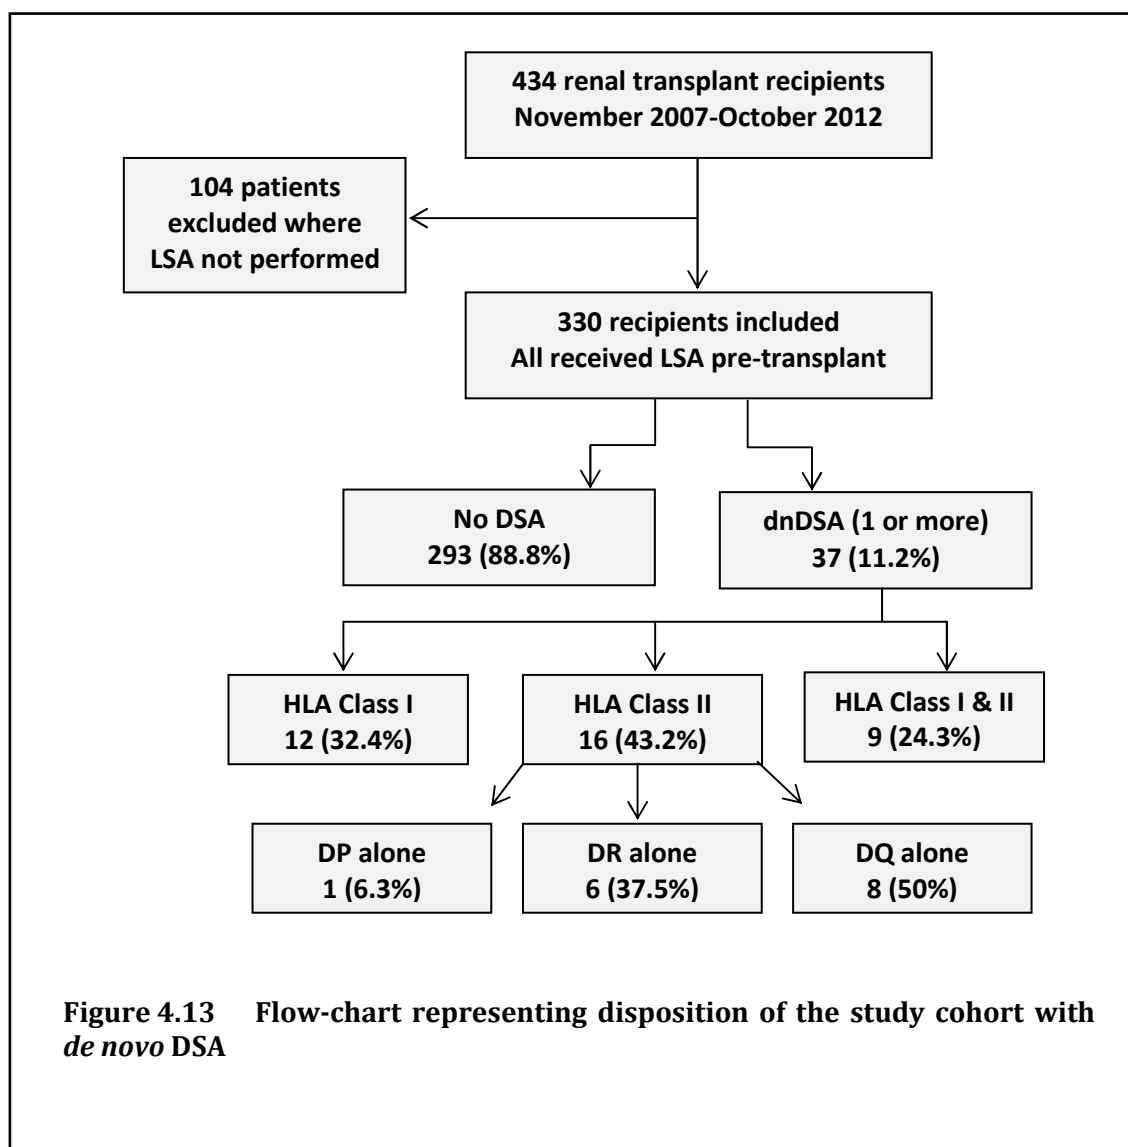 434 renal transplant recipients
November 2007-October 2012
104 patients
excluded where
LSA not performed
330 recipients included
All received LSA pre-transplant
No DSA
293 (88.8%)
dnDSA (1 or more)
37 (11.2%)
HLA Class I
12 (32.4%)
HLA Class II
16 (43.2%)
HLA Class I & II
9 (24.3%)
DP alone
1 (6.3%)
DR alone
6 (37.5%)
DQ alone
8 (50%)
Figure 4.13 Flow-chart representing disposition of the study cohort with
de novo DSA